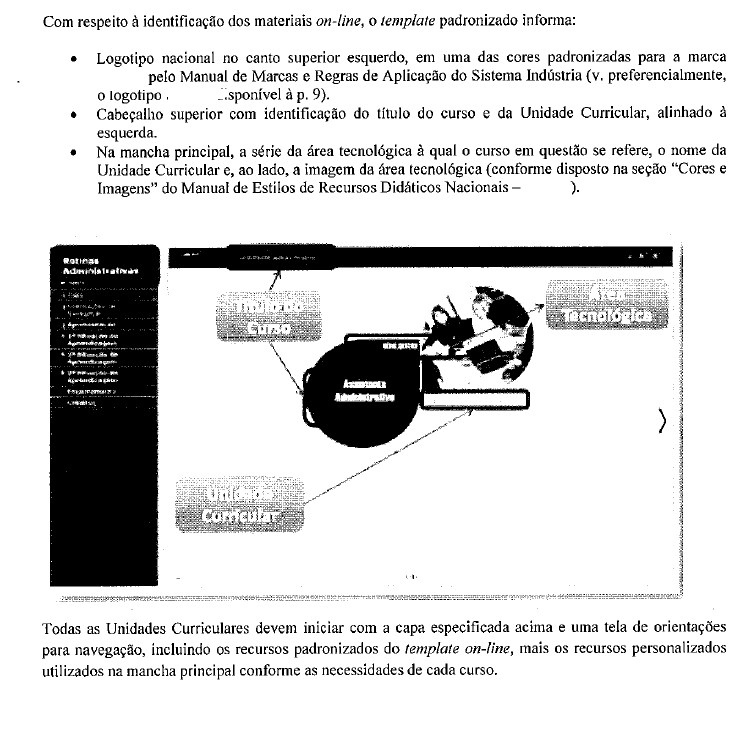 Com respeito à identificação dos materiais on-line, o template padronizado informa:
• Logotipo nacional no canto superior esquerdo, em uma das cores padronizadas para a marca
pelo Manual de Marcas e Regras de Aplicação do Sistema Indústria (v. preferencialmente,
o logotipo sponível à p. 9).
• Cabeçalho superior com identificação do título do curso e da Unidade Curricular, alinhado à
esquerda.
• Na mancha principal, a série da área tecnológica à qual o curso em questão se refere, o nome da
Unidade Curricular e, ao lado, a imagem da área tecnológica (conforme disposto na seção “Cores e
Imagens” do Manual de Estilos de Recursos Didáticos Nacionais – ).
Rotinas
Administrativas
Título do
Curso
Área
Tecnológica
Assistente
Administrativo
Unidade
Curricular
Todas as Unidades Curriculares devem iniciar com a capa especificada acima e uma tela de orientações
para navegação, incluindo os recursos padronizados do template on-line, mais os recursos personalizados
utilizados na mancha principal conforme as necessidades de cada curso.